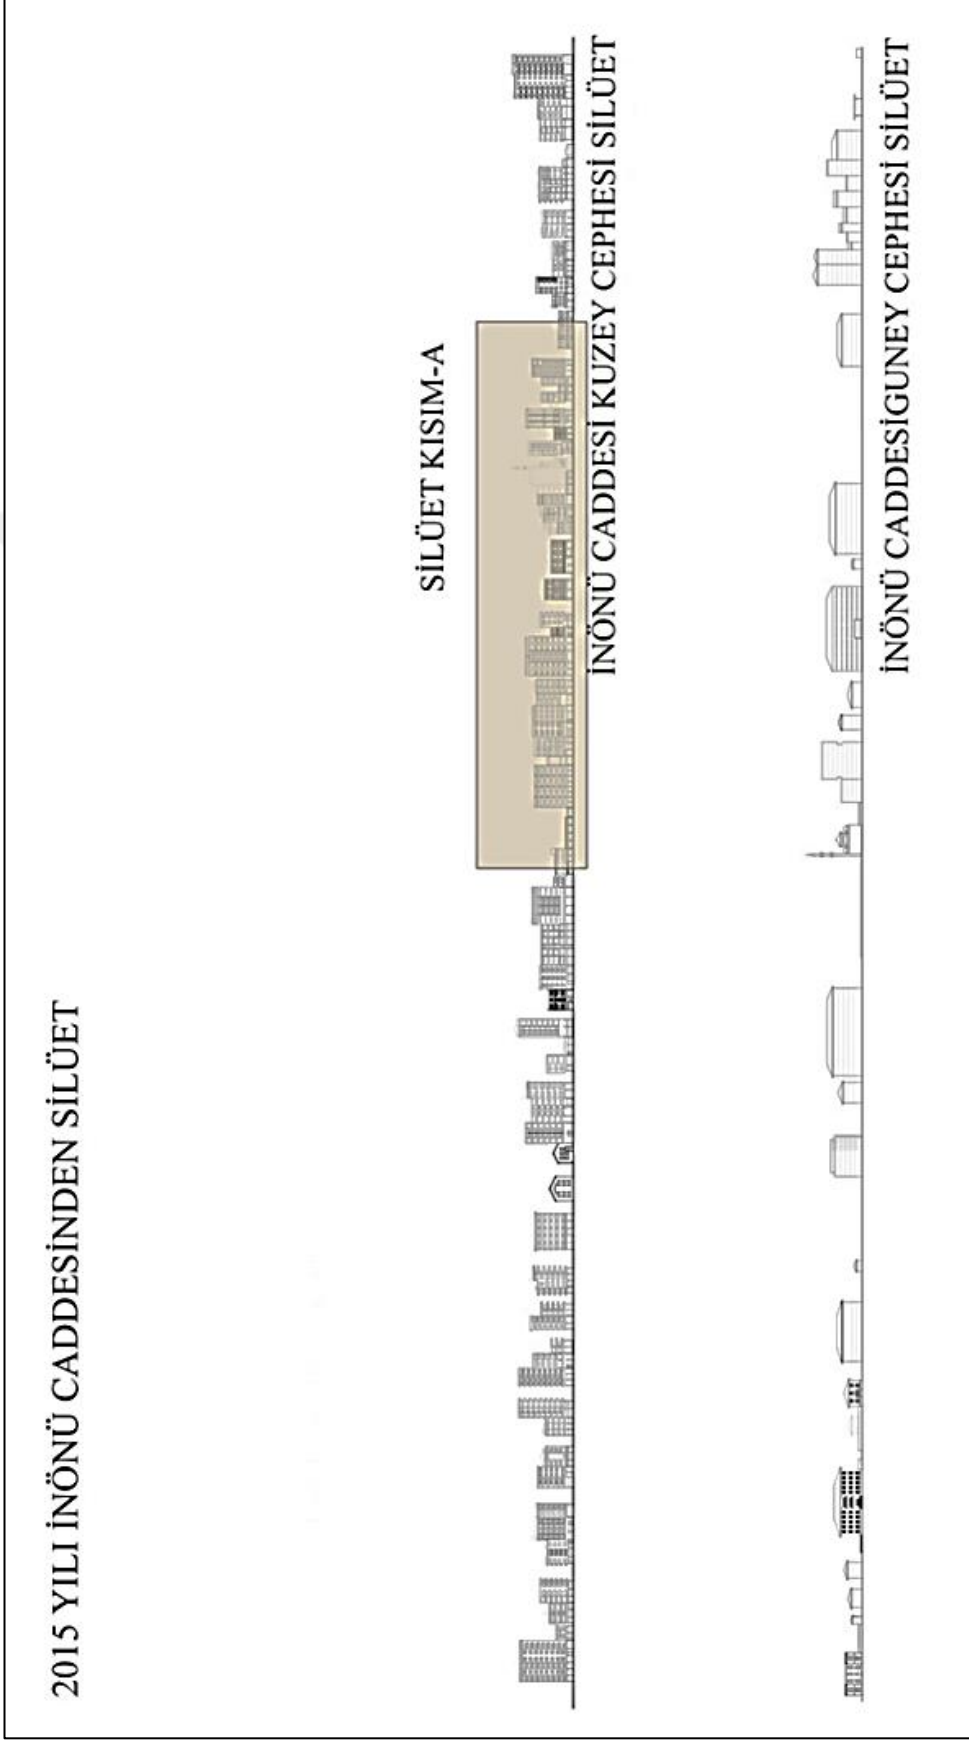 2015 YILI İNÖNÜ CADDESİNDEN SİLÜET
SİLÜET KISIM-A
İNÖNÜ CADDESİ KUZEY CEPHESİ SİLÜET
İNÖNÜ CADDESİGUNEY CEPHESİ SİLÜET